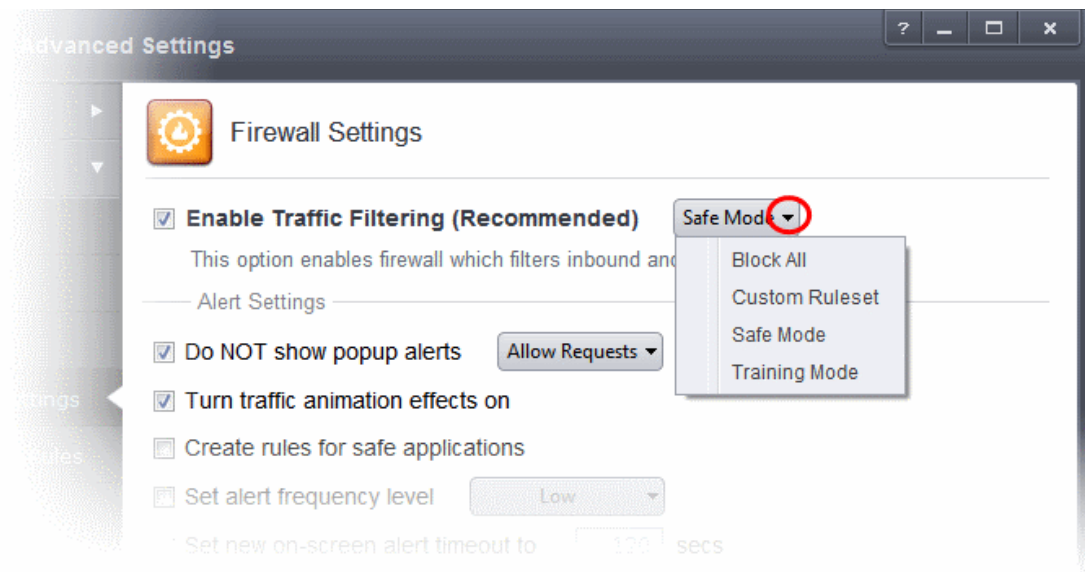 Advanced Settings
?
Firewall Settings
Enable Traffic Filtering (Recommended) Safe Mode
This option enables firewall which filters inbound and
Block All
Custom Ruleset
Safe Mode
Training Mode
Alert Settings
Do NOT show popup alerts Allow Requests
Turn traffic animation effects on
Create rules for safe applications
Set alert frequency level Low
Set new on-screen alert timeout to 120 secs